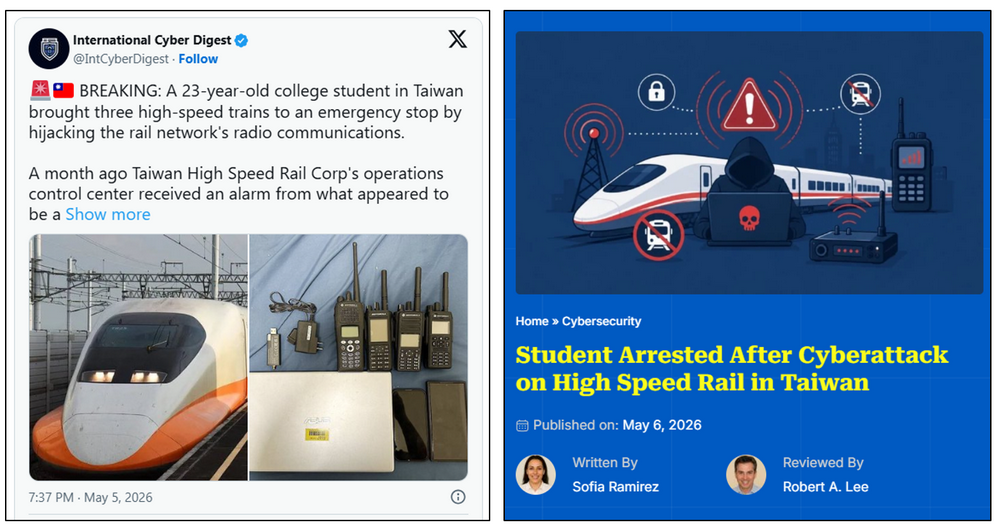 International Cyber Digest
@IntCyberDigest · Follow
🚨🇹🇼 BREAKING: A 23-year-old college student in Taiwan
brought three high-speed trains to an emergency stop by
hijacking the rail network's radio communications.
A month ago Taiwan High Speed Rail Corp's operations
control center received an alarm from what appeared to
be a Show more
7:37 PM · May 5, 2026
Home » Cybersecurity
Student Arrested After Cyberattack
on High Speed Rail in Taiwan
Published on: May 6, 2026
Written By
Sofia Ramirez
Reviewed By
Robert A. Lee